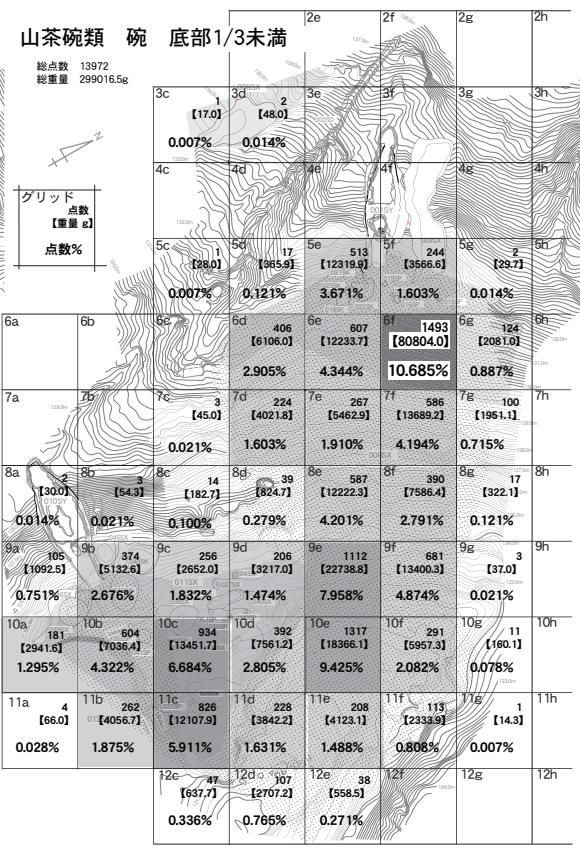 山茶碗類　碗　底部1/3未満
総点数　13972
総重量　299016.5g
グリッド
点数
【重量 g】
点数%
2e 2f 2g 2h
3c 3d 3e 3f 3g 3h
1 2
【17.0】 【48.0】
0.007% 0.014%
4c 4d 4e 4f 4g 4h
001SY
5c 5d 5e 5f 5g 5h
1 17 513 244 2
【28.0】 【365.9】 【12319.9】 【3566.6】 【29.7】
0.007% 0.121% 3.671% 1.603% 0.014%
6a 6b 6c 6d 6e 6f 6g 6h
406 607 1493 124
【6106.0】 【12233.7】 【80804.0】 【2081.0】
2.905% 4.344% 10.685% 0.887%
7a 7b 7c 7d 7e 7f 7g 7h
3 224 267 586 100
【45.0】 【4021.8】 【5462.9】 【13689.2】 【1951.1】
0.021% 1.603% 1.910% 4.194% 0.715%
8a 8b 8c 8d 8e 8f 8g 8h
2 3 14 39 587 390 17
【30.0】 【54.3】 【182.7】 【824.7】 【12222.3】 【7586.4】 【322.1】
010SY
0.014% 0.021% 0.100% 0.279% 4.201% 2.791% 0.121%
9a 9b 9c 9d 9e 9f 9g 9h
105 374 256 206 1112 681 3
【1092.5】 【5132.6】 【2652.0】 【3217.0】 【22738.8】 【13400.3】 【37.0】
011SX
0.751% 2.676% 1.832% 1.474% 7.958% 4.874% 0.021%
10a 10b 10c 10d 10e 10f 10g 10h
181 604 934 392 1317 291 11
【2941.6】 【7036.4】 【13451.7】 【7561.2】 【18366.1】 【5957.3】 【160.1】
1.295% 4.322% 6.684% 2.805% 9.425% 2.082% 0.078%
11a 11b 11c 11d 11e 11f 11g 11h
4 262 826 228 208 113 1
【66.0】 【4056.7】 【12107.9】 【3842.2】 【4123.1】 【2333.9】 【14.3】
0.028% 1.875% 5.911% 1.631% 1.488% 0.808% 0.007%
12c 12d 12e 12f 12g 12h
47 107 38
【637.7】 【2707.2】 【558.5】
0.336% 0.765% 0.271%